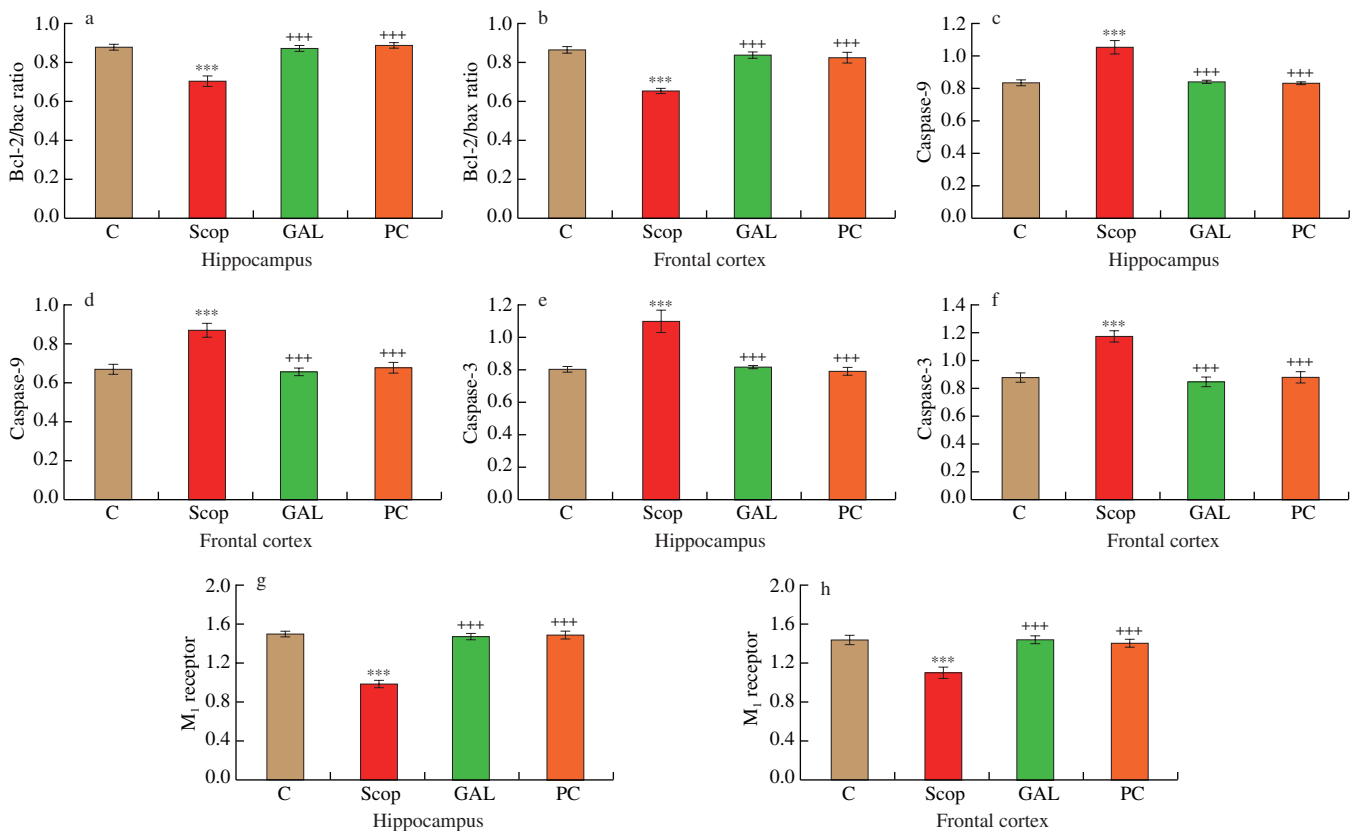 a
1.0
0.8
0.6
0.4
0.2
0.0
Bcl-2/bac ratio
***
+++
+++
C Scop GAL PC
Hippocampus
b
1.0
0.8
0.6
0.4
0.2
0.0
Bcl-2/bax ratio
***
+++
+++
C Scop GAL PC
Frontal cortex
c
1.2
1.0
0.8
0.6
0.4
0.2
0.0
Caspase-9
***
+++
+++
C Scop GAL PC
Hippocampus
d
1.0
0.8
0.6
0.4
0.2
0.0
Caspase-9
***
+++
+++
C Scop GAL PC
Frontal cortex
e
1.2
1.0
0.8
0.6
0.4
0.2
0.0
Caspase-3
***
+++
+++
C Scop GAL PC
Hippocampus
f
1.4
1.2
1.0
0.8
0.6
0.4
0.2
0.0
Caspase-3
***
+++
+++
C Scop GAL PC
Frontal cortex
g
2.0
1.6
1.2
0.8
0.4
0.0
M₁ receptor
***
+++
+++
C Scop GAL PC
Hippocampus
h
2.0
1.6
1.2
0.8
0.4
0.0
M₁ receptor
***
+++
+++
C Scop GAL PC
Frontal cortex